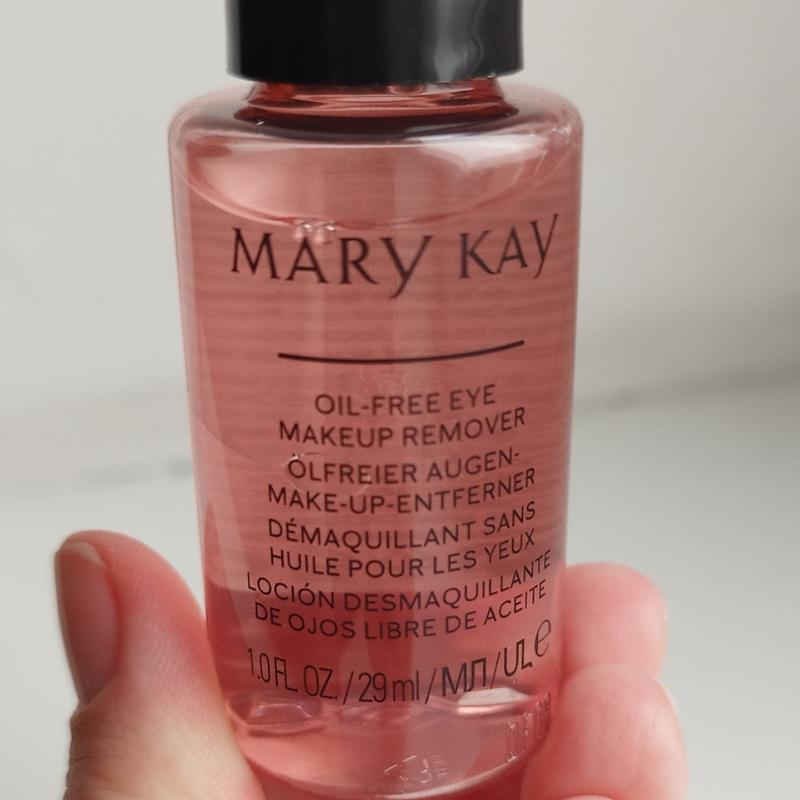 MARY KAY
OIL-FREE EYE
MAKEUP REMOVER
ÖLFREIER AUGEN-
MAKE-UP-ENTFERNER
DÉMAQUILLANT SANS
HUILE POUR LES YEUX
LOCIÓN DESMAQUILLANTE
DE OJOS LIBRE DE ACEITE
1.0 FL. OZ. / 29 ml / МЛ / UL e